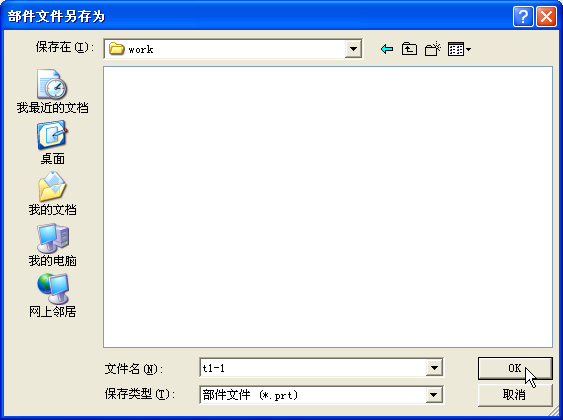 部件文件另存为
保存在(I): work
我最近的文档
桌面
我的文档
我的电脑
网上邻居
文件名(N): t1-1 OK
保存类型(T): 部件文件 (*.prt) 取消